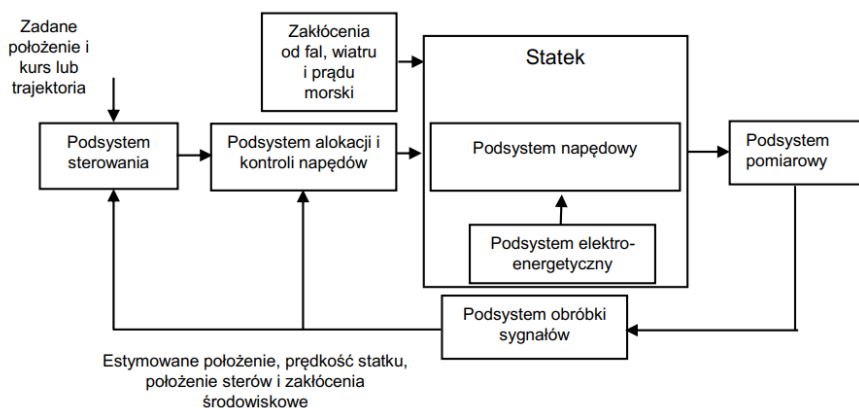 Zadane
położenie i
kurs lub
trajektoria
Zakłócenia
od fal, wiatru
i prądu
morski
Statek
Podsystem
sterowania
Podsystem alokacji i
kontroli napędów
Podsystem napędowy
Podsystem
pomiarowy
Podsystem elektro-
energetyczny
Podsystem obróbki
sygnałów
Estymowane położenie, prędkość statku,
położenie sterów i zakłócenia
środowiskowe